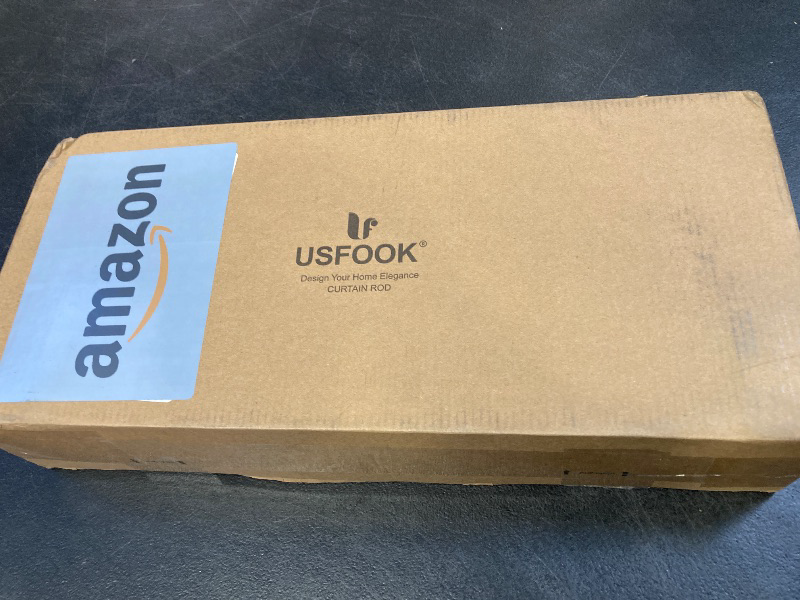 amazon
USFOOK®
Design Your Home Elegance
CURTAIN ROD